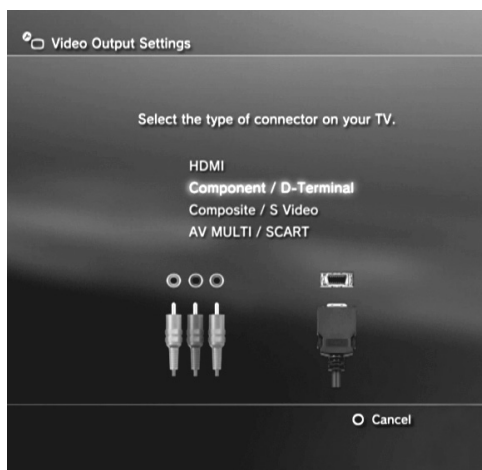 Video Output Settings
Select the type of connector on your TV.
HDMI
Component / D-Terminal
Composite / S Video
AV MULTI / SCART
Cancel